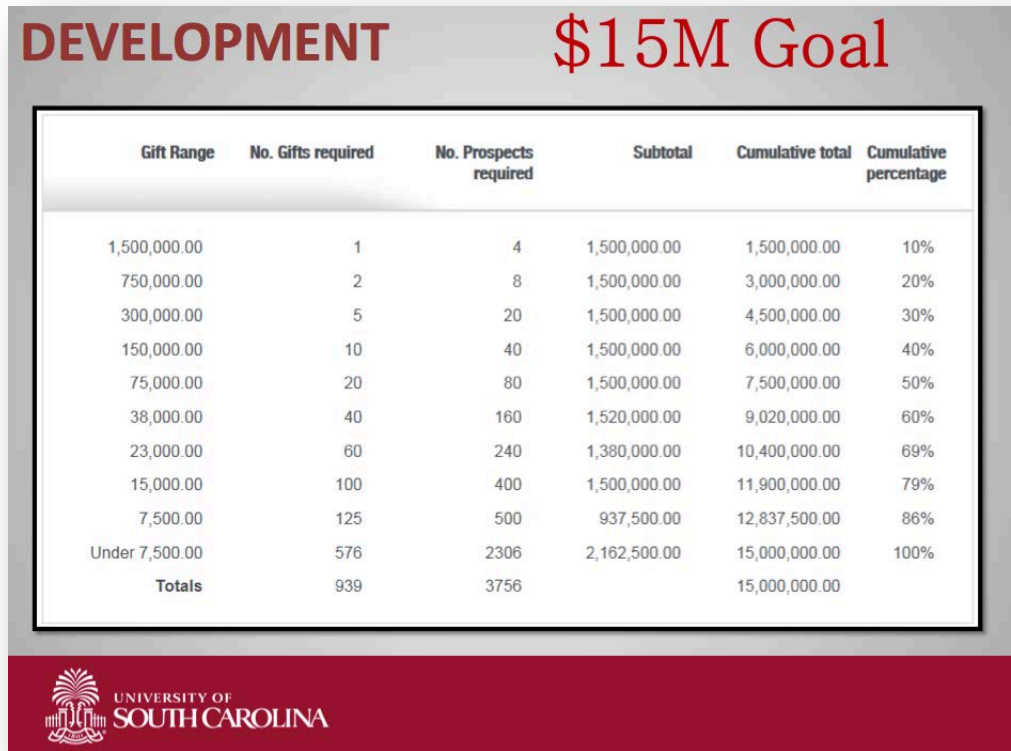 DEVELOPMENT $15M Goal
Gift Range No. Gifts required No. Prospects required Subtotal Cumulative total Cumulative percentage
1,500,000.00 1 4 1,500,000.00 1,500,000.00 10%
750,000.00 2 8 1,500,000.00 3,000,000.00 20%
300,000.00 5 20 1,500,000.00 4,500,000.00 30%
150,000.00 10 40 1,500,000.00 6,000,000.00 40%
75,000.00 20 80 1,500,000.00 7,500,000.00 50%
38,000.00 40 160 1,520,000.00 9,020,000.00 60%
23,000.00 60 240 1,380,000.00 10,400,000.00 69%
15,000.00 100 400 1,500,000.00 11,900,000.00 79%
7,500.00 125 500 937,500.00 12,837,500.00 86%
Under 7,500.00 576 2306 2,162,500.00 15,000,000.00 100%
Totals 939 3756 15,000,000.00
UNIVERSITY OF
SOUTH CAROLINA